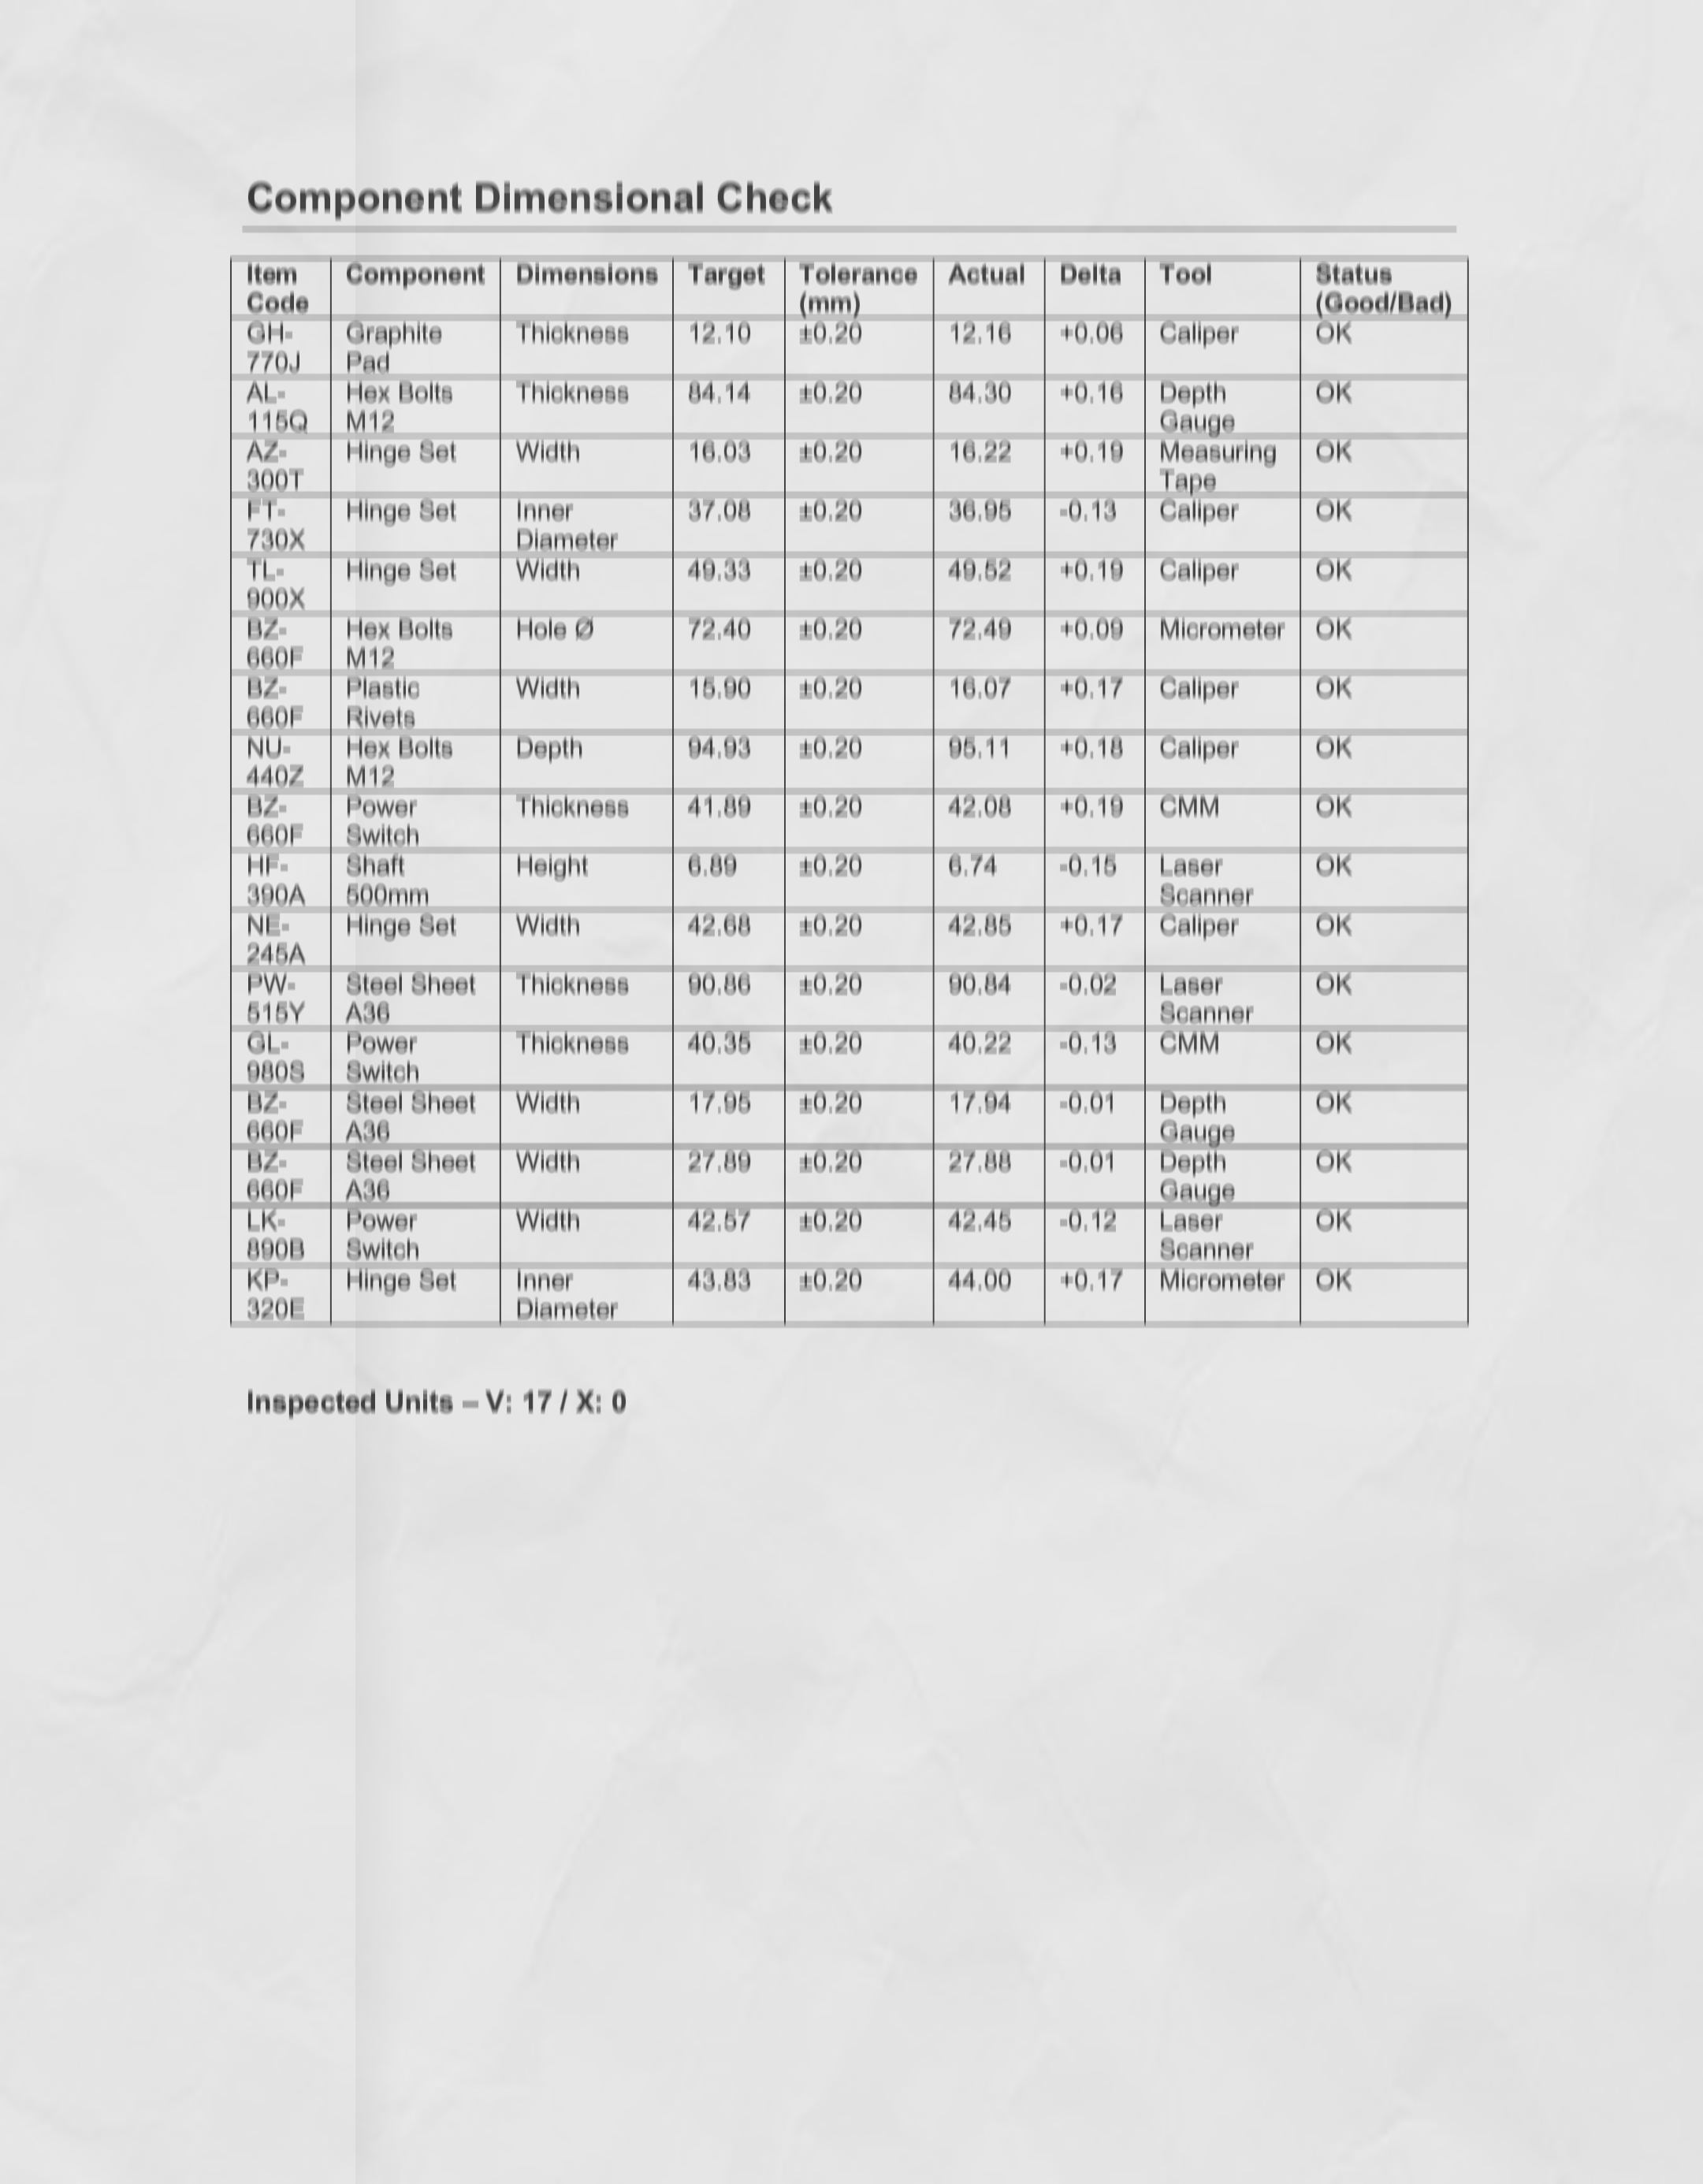 Component Dimensional Check
Item Code Component Dimensions Target Tolerance (mm) Actual Delta Tool Status (Good/Bad)
GH-770J Graphite Pad Thickness 12.10 ±0.20 12.16 +0.06 Caliper OK
AL-115Q Hex Bolts M12 Thickness 84.14 ±0.20 84.30 +0.16 Depth Gauge OK
AZ-300T Hinge Set Width 16.03 ±0.20 16.22 +0.19 Measuring Tape OK
FT-730X Hinge Set Inner Diameter 37.08 ±0.20 36.95 -0.13 Caliper OK
TL-900X Hinge Set Width 49.33 ±0.20 49.52 +0.19 Caliper OK
BZ-660F Hex Bolts M12 Hole Ø 72.40 ±0.20 72.49 +0.09 Micrometer OK
BZ-660F Plastic Rivets Width 15.90 ±0.20 16.07 +0.17 Caliper OK
NU-440Z Hex Bolts M12 Depth 94.93 ±0.20 95.11 +0.18 Caliper OK
BZ-660F Power Switch Thickness 41.89 ±0.20 42.08 +0.19 CMM OK
HF-390A Shaft 500mm Height 6.89 ±0.20 6.74 -0.15 Laser Scanner OK
NE-245A Hinge Set Width 42.68 ±0.20 42.85 +0.17 Caliper OK
PW-515Y Steel Sheet A36 Thickness 90.86 ±0.20 90.84 -0.02 Laser Scanner OK
GL-980S Power Switch Thickness 40.35 ±0.20 40.22 -0.13 CMM OK
BZ-660F Steel Sheet A36 Width 17.95 ±0.20 17.94 -0.01 Depth Gauge OK
BZ-660F Steel Sheet A36 Width 27.89 ±0.20 27.88 -0.01 Depth Gauge OK
LK-890B Power Switch Width 42.57 ±0.20 42.45 -0.12 Laser Scanner OK
KP-320E Hinge Set Inner Diameter 43.83 ±0.20 44.00 +0.17 Micrometer OK
Inspected Units – V: 17 / X: 0